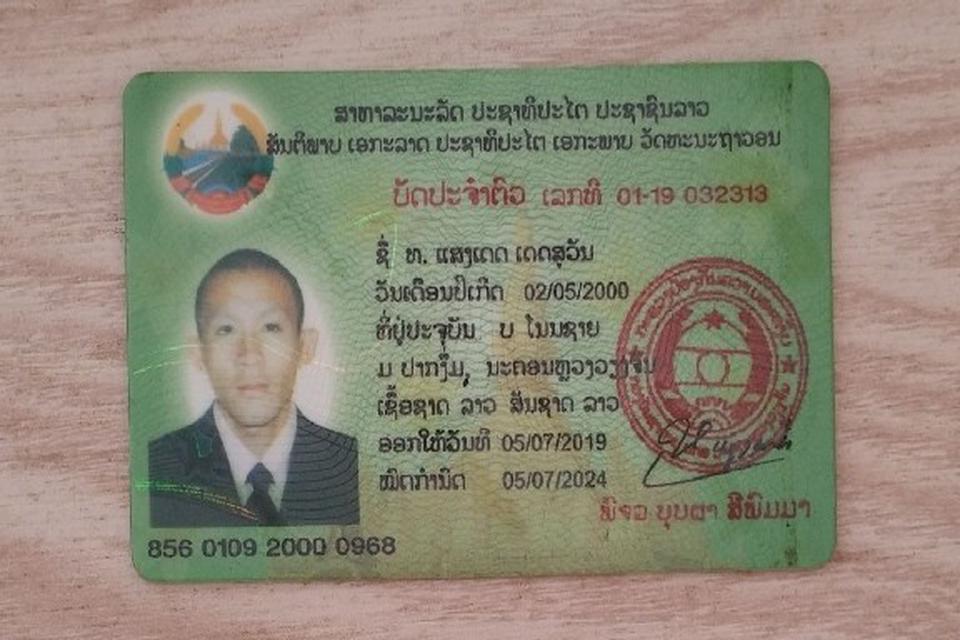 ສາທາລະນະລັດ ປະຊາທິປະໄຕ ປະຊາຊົນລາວ
ສັນຕິພາບ ເອກະລາດ ປະຊາທິປະໄຕ ເອກະພາບ ວັດທະນະຖາວອນ
ບັດປະຈຳຕົວ ເລກທີ 01-19 032313
ຊື່ ທ. ແສງເດດ ເດດສຸວັນ
ວັນເດືອນປີເກີດ 02/05/2000
ທີ່ຢູ່ປະຈຸບັນ ບ ໂນນຊາຍ
ມ ປາກງຶ່ມ, ນະຄອນຫຼວງວຽງຈັນ
ເຊື້ອຊາດ ລາວ ສັນຊາດ ລາວ
ອອກໃຫ້ວັນທີ 05/07/2019
ໝົດກຳນົດ 05/07/2024
ພົຈວ ບຸບຜາ ສີພົມມາ
856 0109 2000 0968